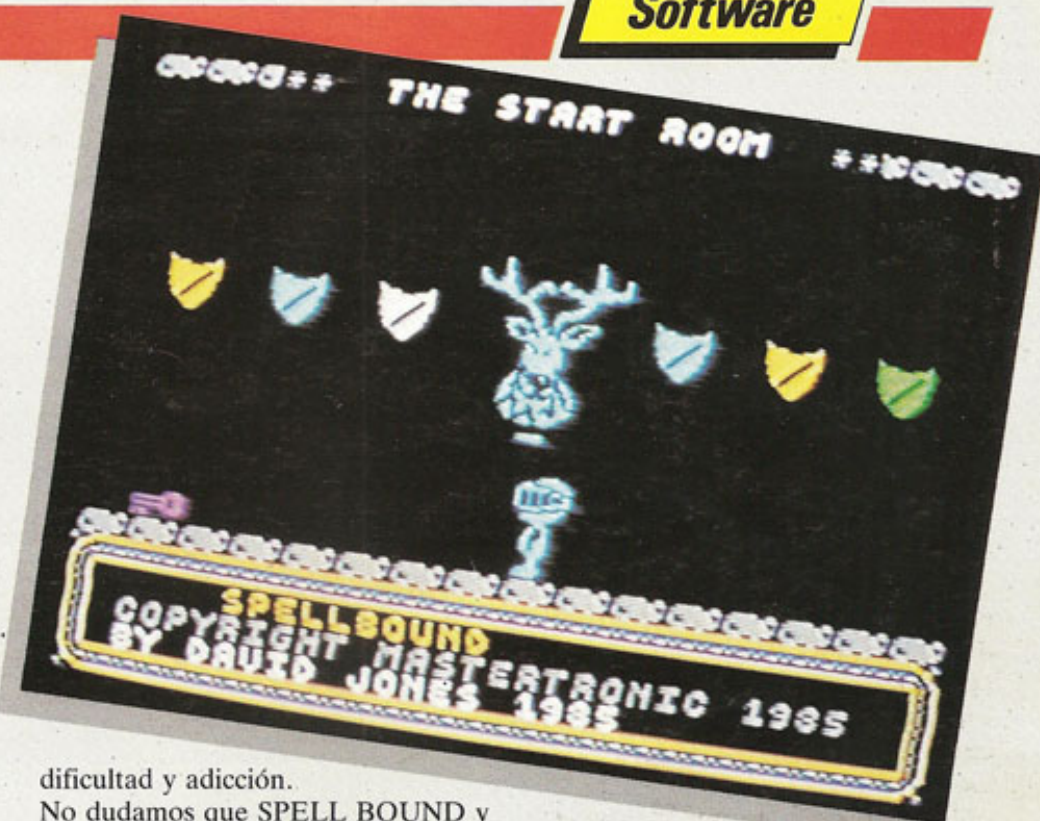 Software
THE START ROOM
SPELLBOUND
COPYRIGHT MASTERTRONIC 1985
BY DAVID JONES 1985
dificultad y adicción.
No dudamos que SPELL BOUND y